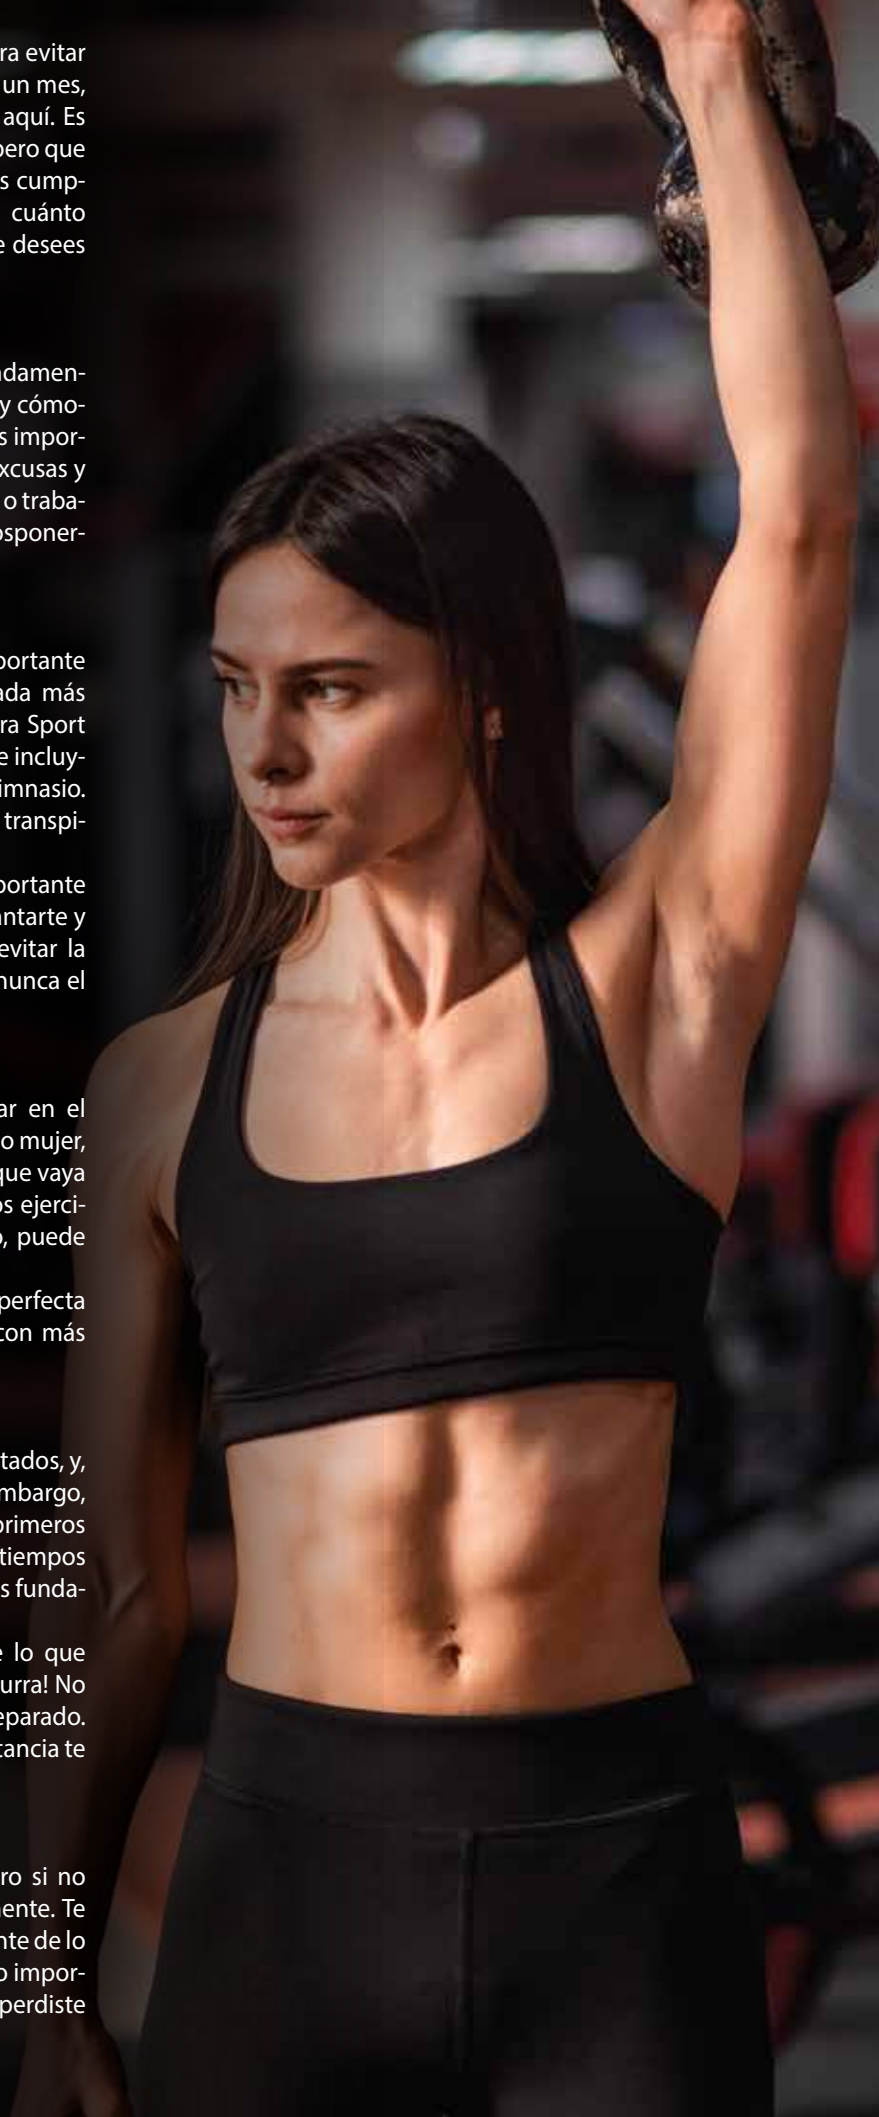 ra evitar
un mes,
aquí. Es
pero que
s cump-
cuánto
e desees
ndamen-
y cómo-
s impor-
xcusas y
o traba-
osponer-
portante
ada más
ra Sport
e incluy-
imnasio.
transpi-
portante
ntarte y
evitar la
nunca el
ar en el
o mujer,
que vaya
os ejerci-
o, puede
perfecta
con más
tados, y,
mbargo,
primeros
tiempos
s funda-
e lo que
urra! No
eparado.
tancia te
ro si no
ente. Te
nte de lo
o impor-
perdiste